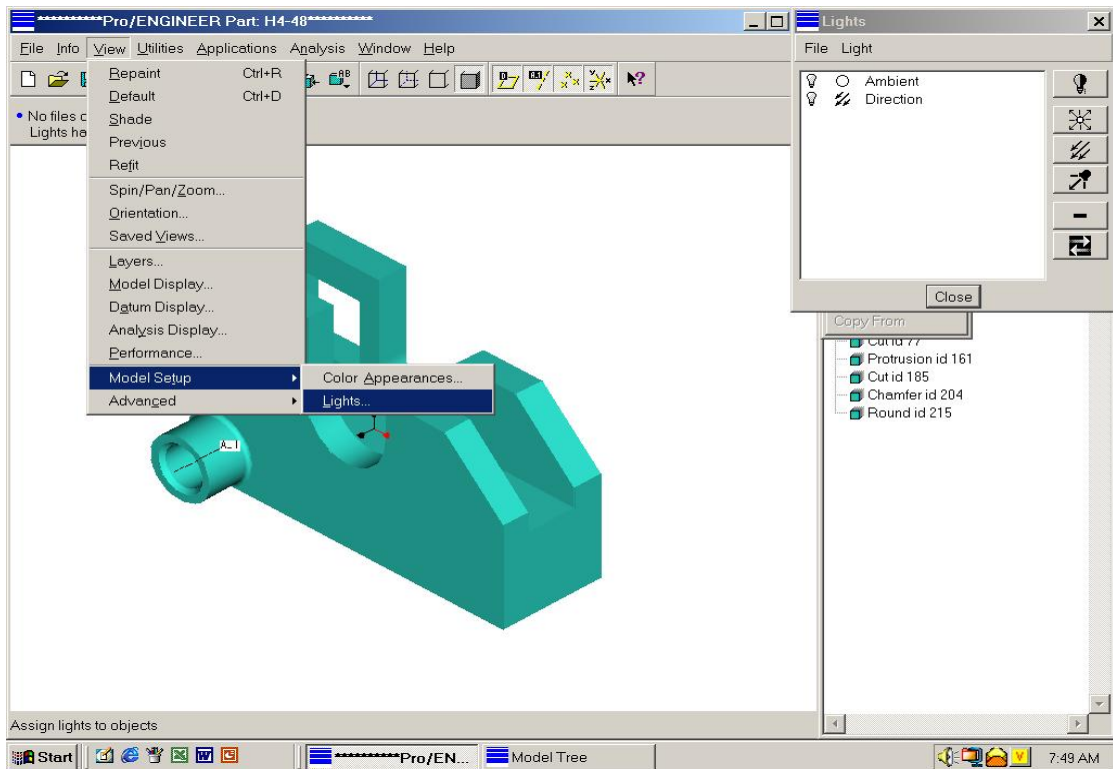 **********Pro/ENGINEER Part: H4-48**********
File Info View Utilities Applications Analysis Window Help
• No files
Lights ha
Repaint Ctrl+R
Default Ctrl+D
Shade
Previous
Refit
Spin/Pan/Zoom...
Orientation...
Saved Views...
Layers...
Model Display...
Datum Display...
Analysis Display...
Performance...
Model Setup
Advanced
Color Appearances...
Lights...
A_1
Lights
File Light
Ambient
Direction
Close
Copy From
Cut id 77
Protrusion id 161
Cut id 185
Chamfer id 204
Round id 215
Assign lights to objects
Start
**********Pro/EN...
Model Tree
7:49 AM